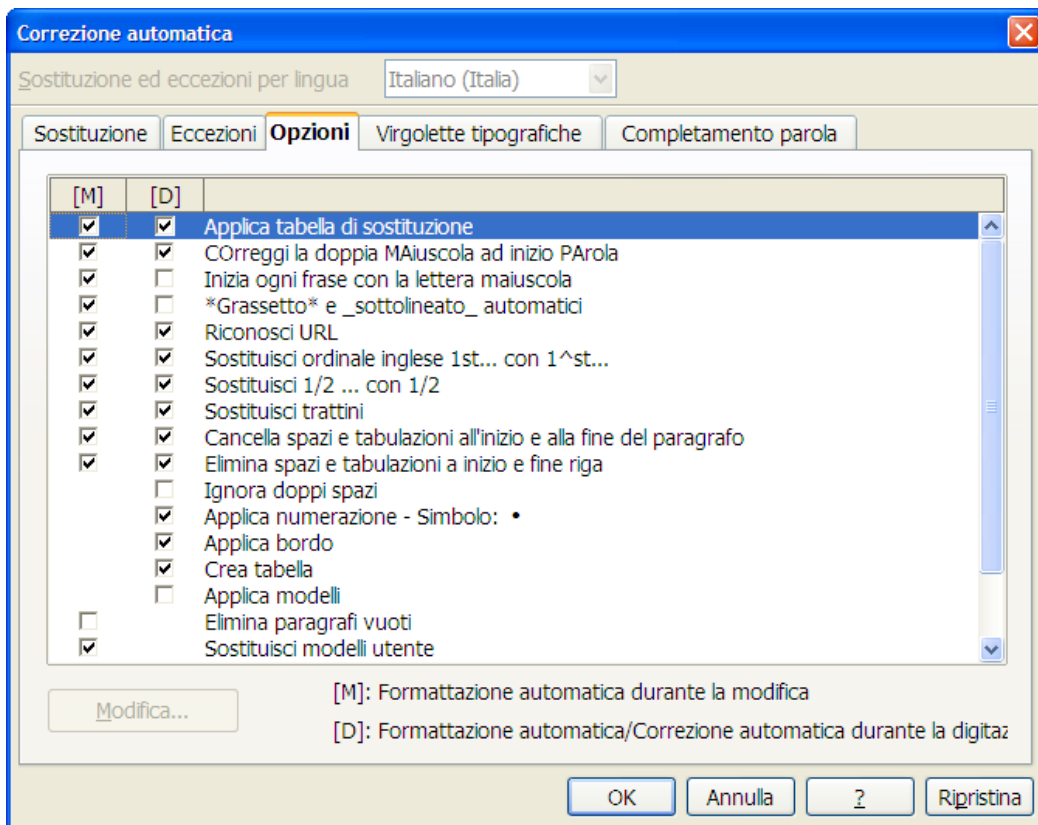 Correzione automatica
Sostituzione ed eccezioni per lingua Italiano (Italia)
Sostituzione Eccezioni Opzioni Virgolette tipografiche Completamento parola
[M] [D]
Applica tabella di sostituzione
COrreggi la doppia MAiuscola ad inizio PArola
Inizia ogni frase con la lettera maiuscola
*Grassetto* e _sottolineato_ automatici
Riconosci URL
Sostituisci ordinale inglese 1st... con 1^st...
Sostituisci 1/2 ... con 1/2
Sostituisci trattini
Cancella spazi e tabulazioni all'inizio e alla fine del paragrafo
Elimina spazi e tabulazioni a inizio e fine riga
Ignora doppi spazi
Applica numerazione - Simbolo: •
Applica bordo
Crea tabella
Applica modelli
Elimina paragrafi vuoti
Sostituisci modelli utente
Modifica... [M]: Formattazione automatica durante la modifica
[D]: Formattazione automatica/Correzione automatica durante la digitaz
OK Annulla ? Ripristina